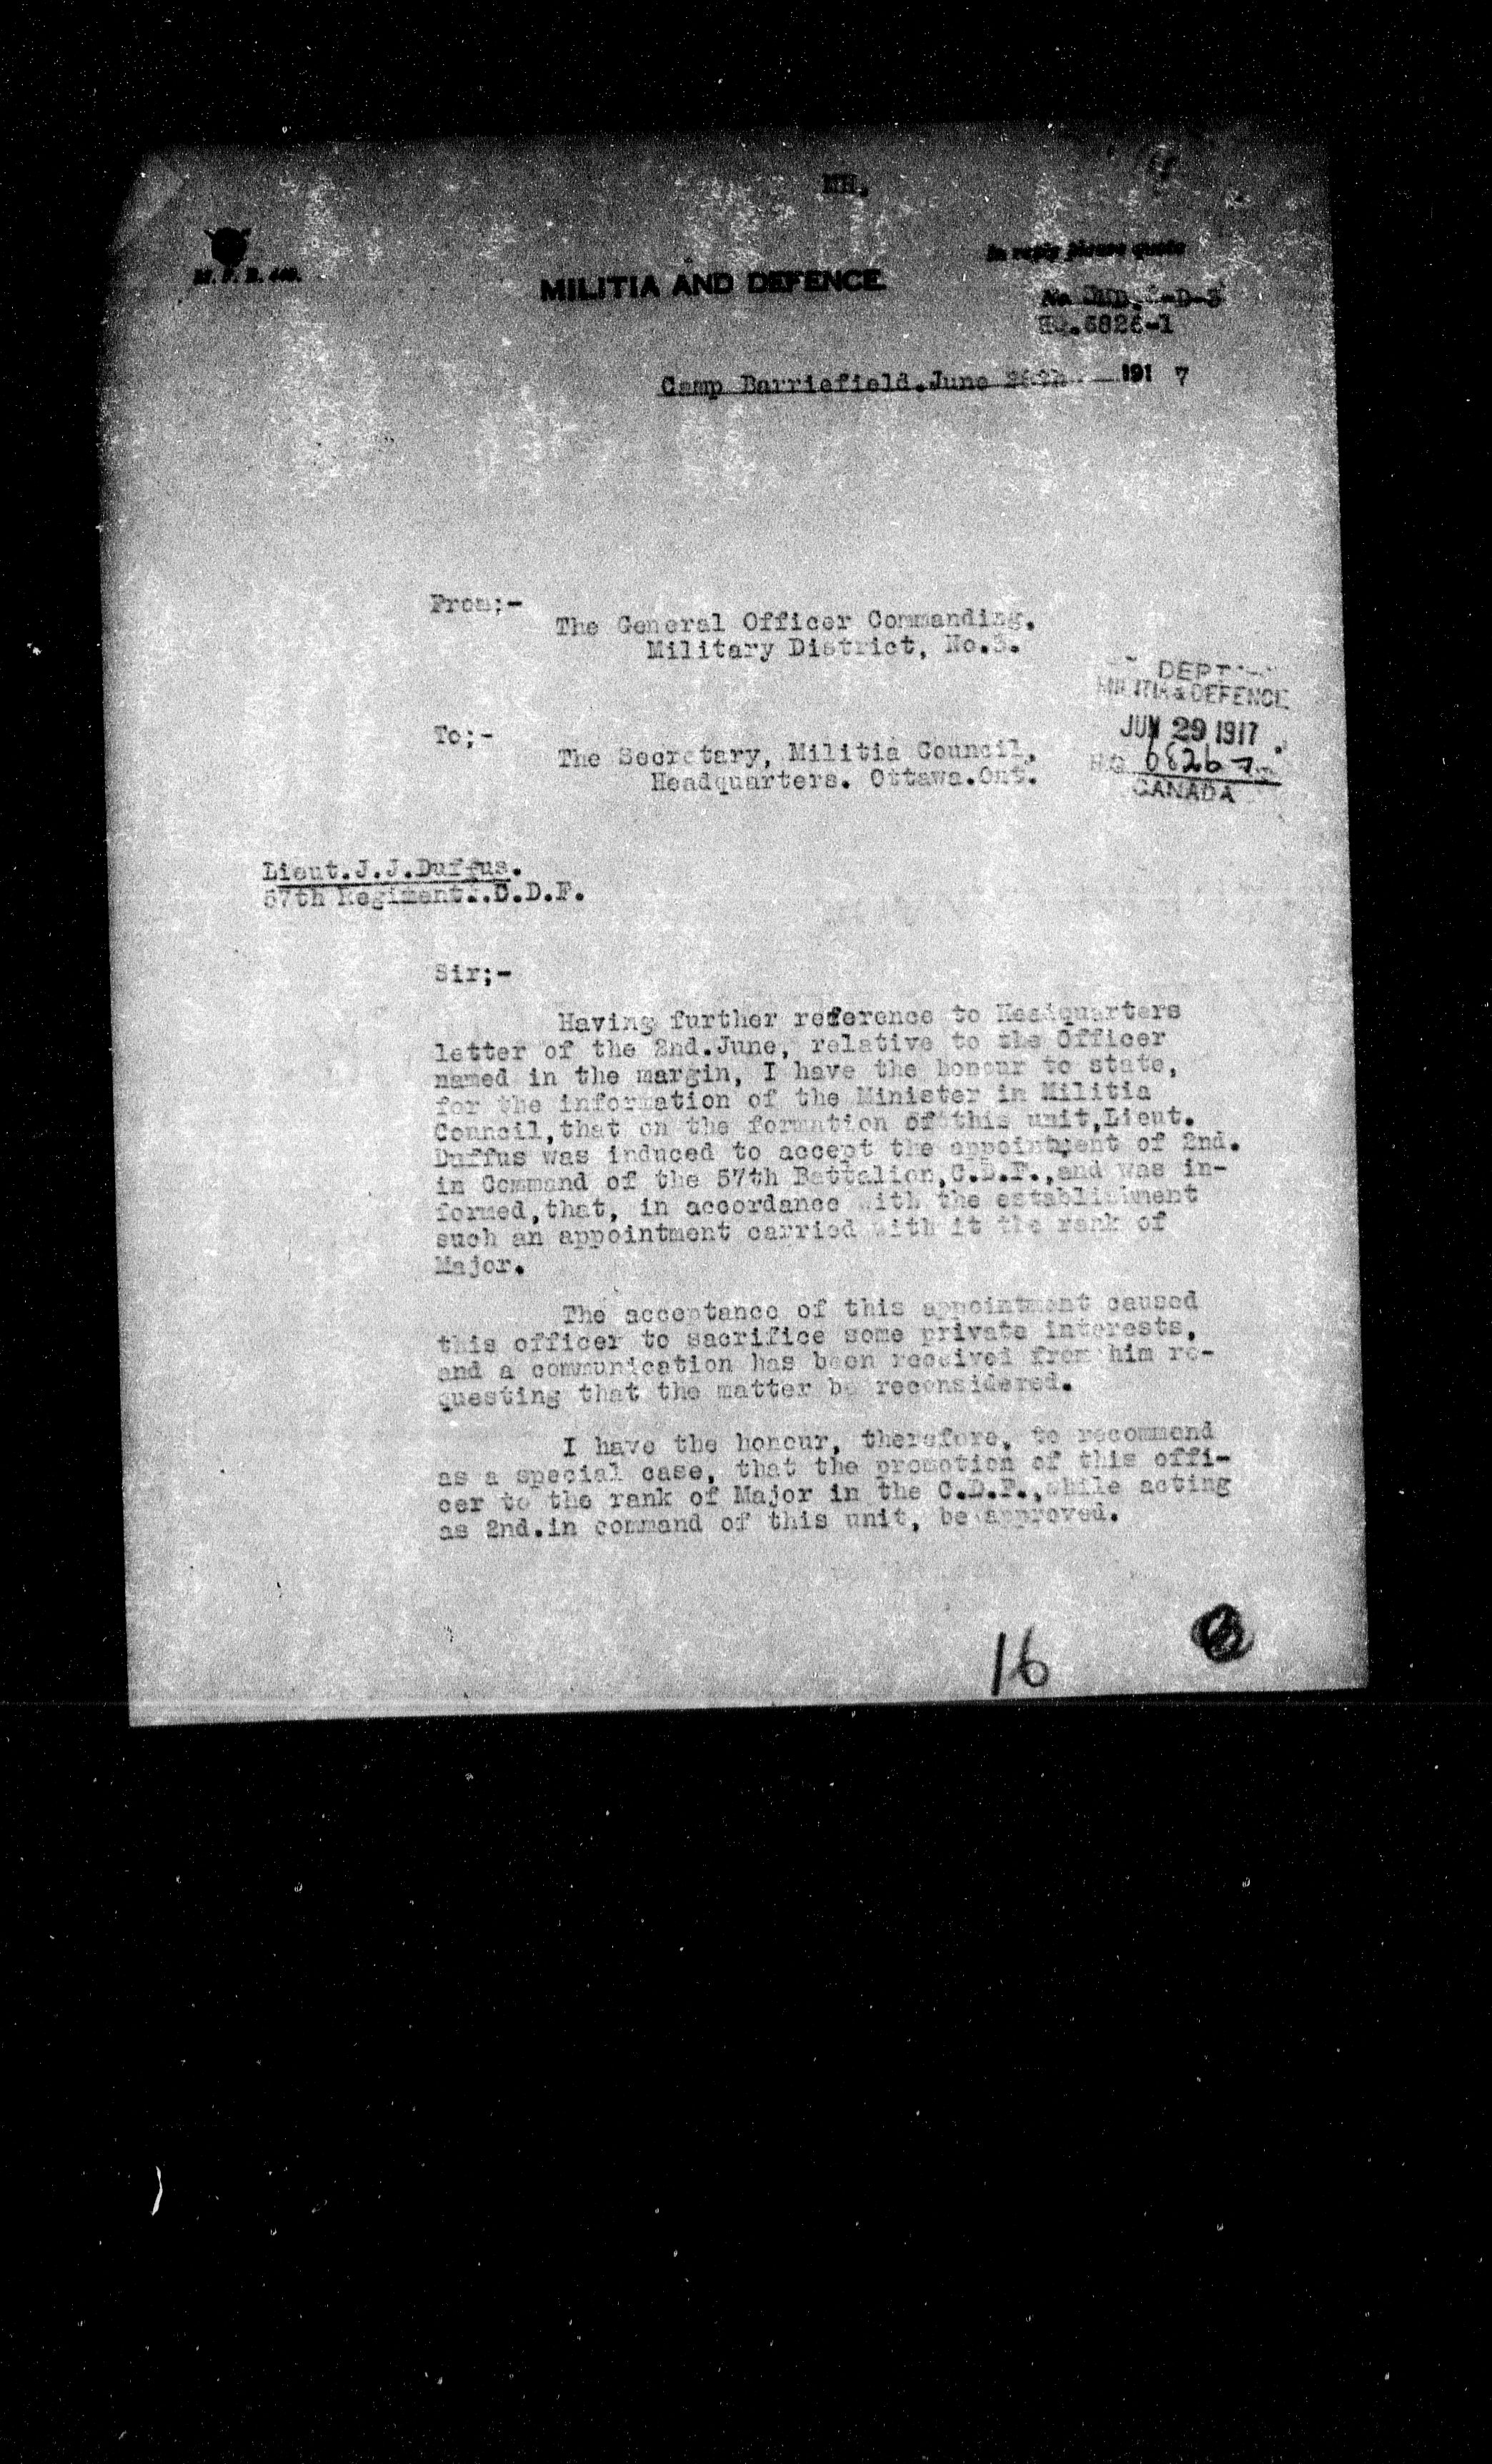 In reply please quote
MILITIA AND DEFENCE
Camp Barriefield. June 1917
From;-
The General Officer Commanding.
Military District, No.3.
DEPT
MILITIA & DEFENCE
JUN 29 1917
H.Q. 6826
CANADA
To;-
The Secretary, Militia Council,
Headquarters. Ottawa.Ont.
Lieut.J.J.Duffus.
57th Regiment..C.D.F.
Sir;-
Having further reference to Headquarters
letter of the 2nd.June, relative to the Officer
named in the margin, I have the honour to state,
for the information of the Minister in Militia
Council,that on the formation of this unit,Lieut.
Duffus was induced to accept the appointment of 2nd.
in Command of the 57th Battalion,C.D.F.,and was in-
formed,that, in accordance with the establishment
such an appointment carried with it the rank of
Major.
The acceptance of this appointment caused
this officer to sacrifice some private interests,
and a communication has been received from him re-
questing that the matter be reconsidered.
I have the honour, therefore, to recommend
as a special case, that the promotion of this offi-
cer to the rank of Major in the C.D.F.,while acting
as 2nd.in command of this unit, be approved.
16